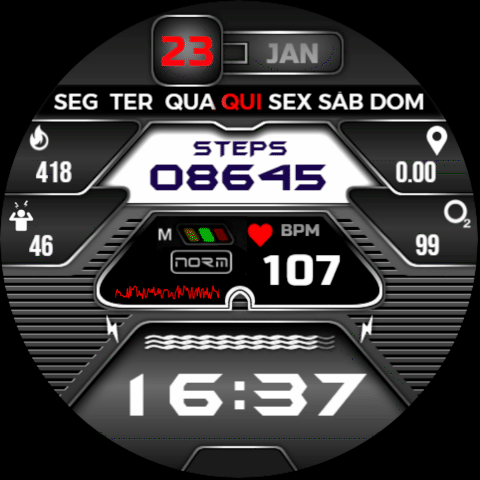 23 JAN
SEG TER QUA QUI SEX SÁB DOM
STEPS
08645
418
0.00
46
O2
99
M
BPM
NORM
107
16:37